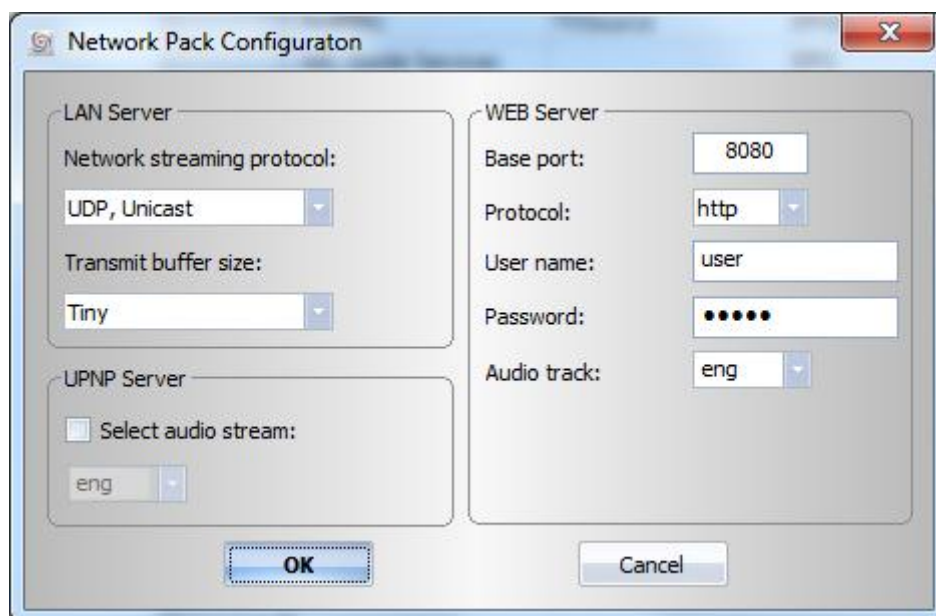 Network Pack Configuraton
LAN Server
Network streaming protocol:
UDP, Unicast
Transmit buffer size:
Tiny
UPNP Server
Select audio stream:
eng
WEB Server
Base port: 8080
Protocol: http
User name: user
Password: •••••
Audio track: eng
OK Cancel